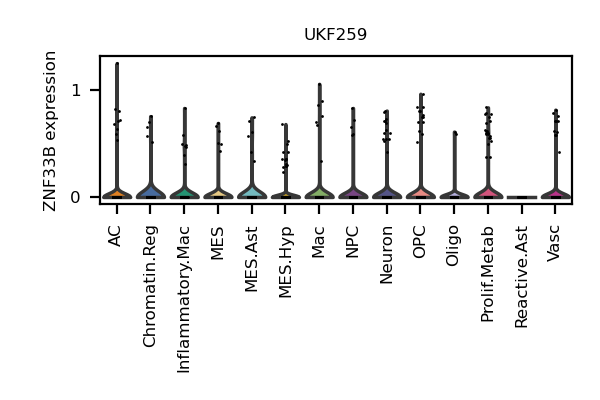 UKF259
ZNF33B expression
1
0
AC
Chromatin.Reg
Inflammatory.Mac
MES
MES.Ast
MES.Hyp
Mac
NPC
Neuron
OPC
Oligo
Prolif.Metab
Reactive.Ast
Vasc